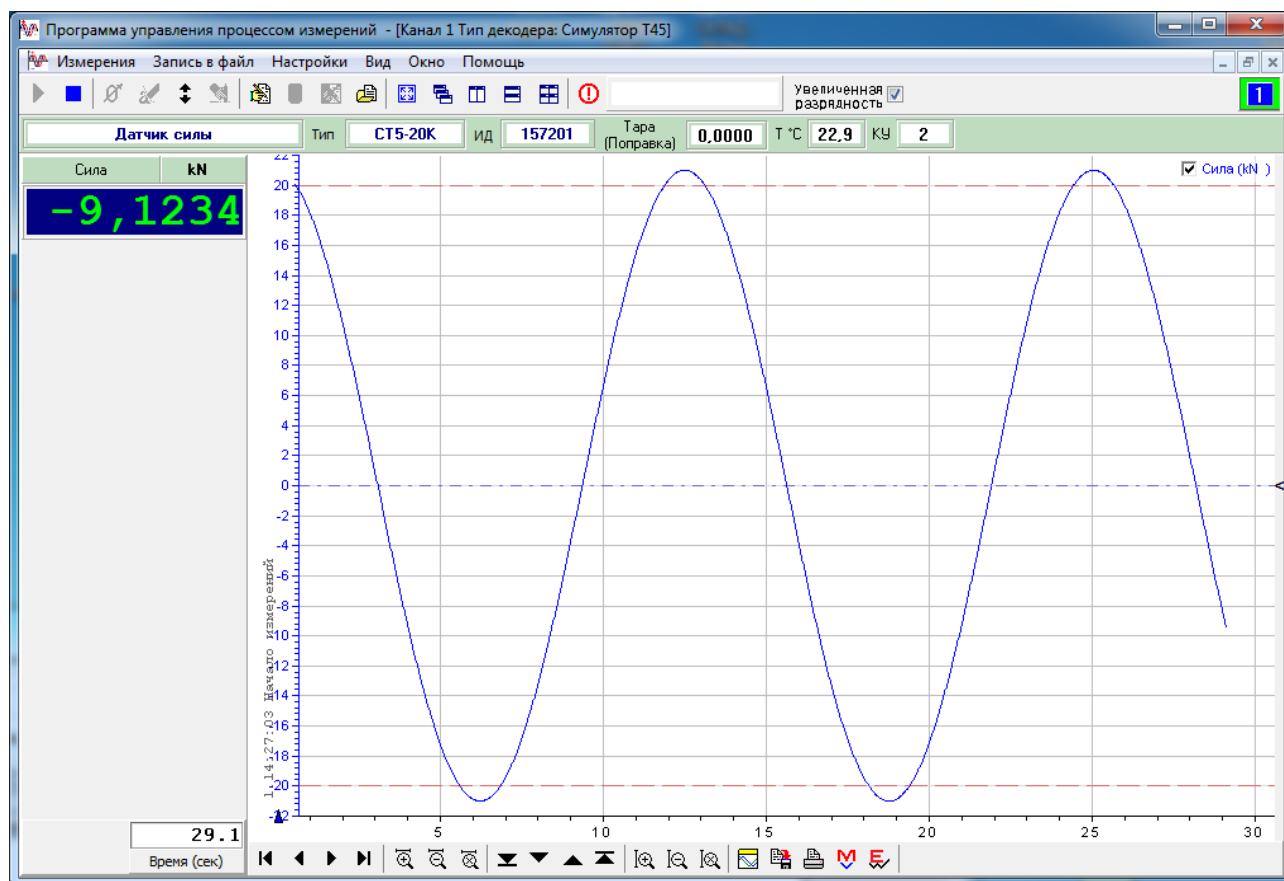 Программа управления процессом измерений - [Канал 1 Тип декодера: Симулятор Т45]
Измерения Запись в файл Настройки Вид Окно Помощь
Увеличенная
разрядность
1
Датчик силы Тип СТ5-20К ИД 157201 Тара
(Поправка) 0,0000 Т °С 22,9 КУ 2
Сила kN
-9,1234
Сила (kN )
22
20
18
16
14
12
10
8
6
4
2
0
-2
-4
-6
-8
-10
-12
-14
-16
-18
-20
-22
1 14:27:03 Начало измерений
5 10 15 20 25 30
29.1
Время (сек)